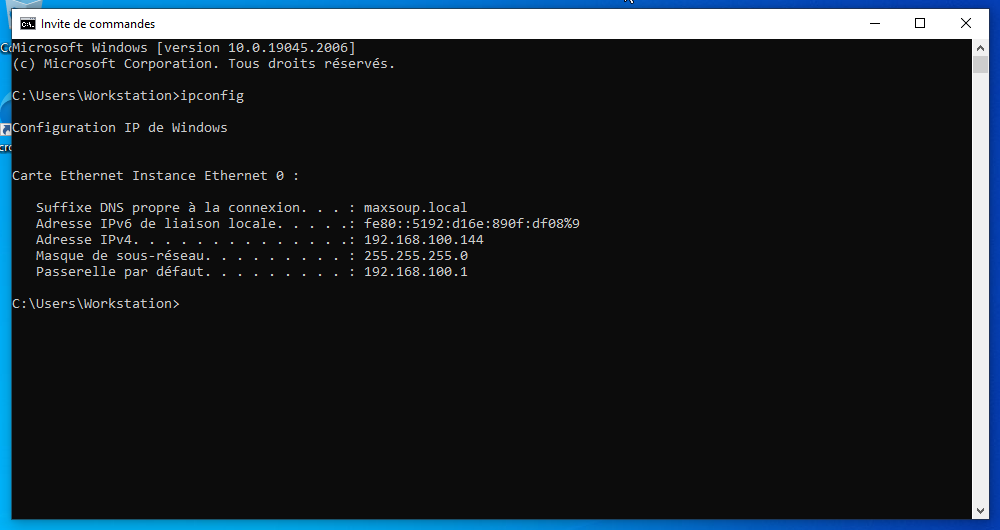 Invite de commandes
Microsoft Windows [version 10.0.19045.2006]
(c) Microsoft Corporation. Tous droits réservés.
C:\Users\Workstation>ipconfig
Configuration IP de Windows
Carte Ethernet Instance Ethernet 0 :
Suffixe DNS propre à la connexion. . . : maxsoup.local
Adresse IPv6 de liaison locale. . . . .: fe80::5192:d16e:890f:df08%9
Adresse IPv4. . . . . . . . . . . . . .: 192.168.100.144
Masque de sous-réseau. . . . . . . . . : 255.255.255.0
Passerelle par défaut. . . . . . . . . : 192.168.100.1
C:\Users\Workstation>